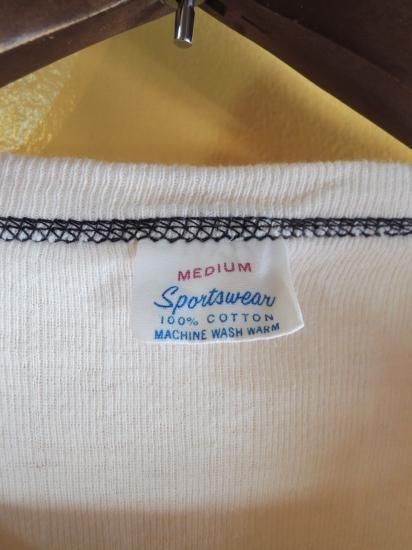 MEDIUM
Sportswear
100% COTTON
MACHINE WASH WARM